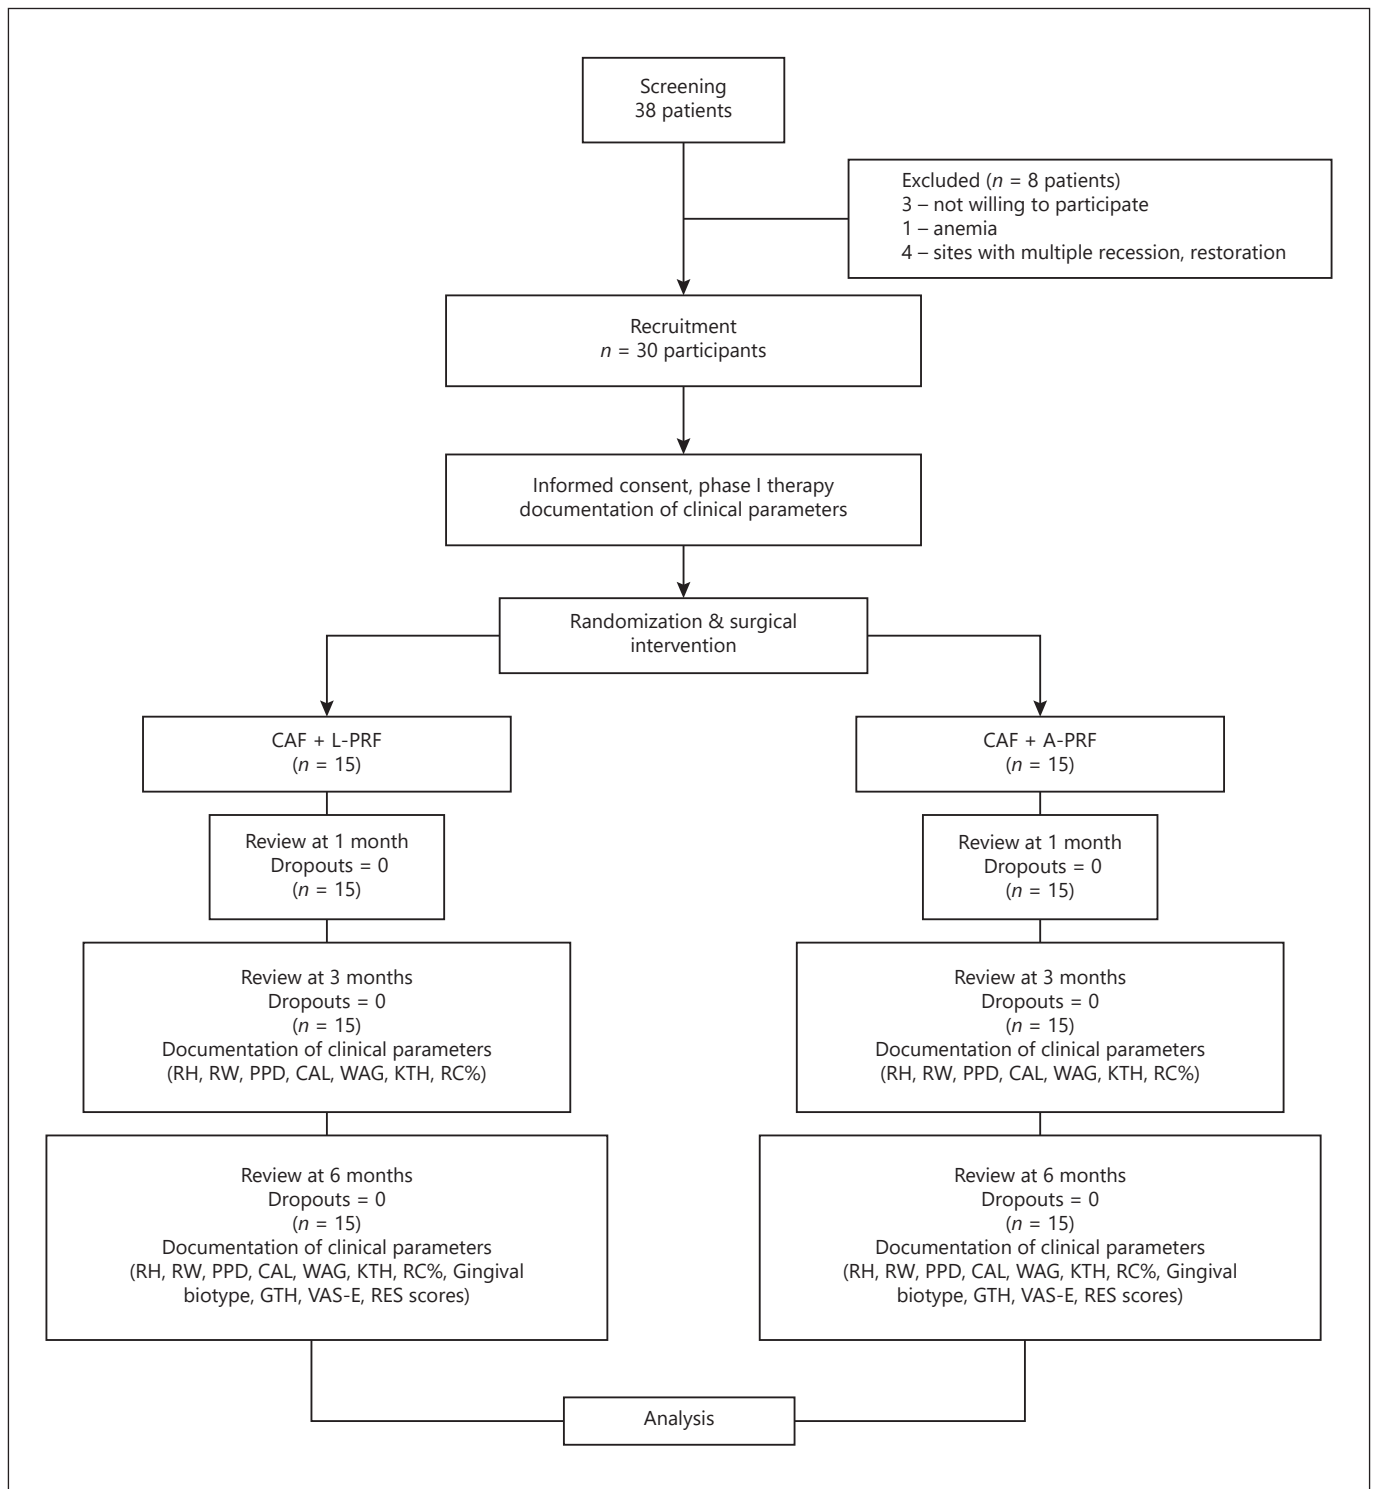 Screening
38 patients
Excluded (n = 8 patients)
3 – not willing to participate
1 – anemia
4 – sites with multiple recession, restoration
Recruitment
n = 30 participants
Informed consent, phase I therapy
documentation of clinical parameters
Randomization & surgical
intervention
CAF + L-PRF
(n = 15)
Review at 1 month
Dropouts = 0
(n = 15)
Review at 3 months
Dropouts = 0
(n = 15)
Documentation of clinical parameters
(RH, RW, PPD, CAL, WAG, KTH, RC%)
Review at 6 months
Dropouts = 0
(n = 15)
Documentation of clinical parameters
(RH, RW, PPD, CAL, WAG, KTH, RC%, Gingival
biotype, GTH, VAS-E, RES scores)
CAF + A-PRF
(n = 15)
Review at 1 month
Dropouts = 0
(n = 15)
Review at 3 months
Dropouts = 0
(n = 15)
Documentation of clinical parameters
(RH, RW, PPD, CAL, WAG, KTH, RC%)
Review at 6 months
Dropouts = 0
(n = 15)
Documentation of clinical parameters
(RH, RW, PPD, CAL, WAG, KTH, RC%, Gingival
biotype, GTH, VAS-E, RES scores)
Analysis